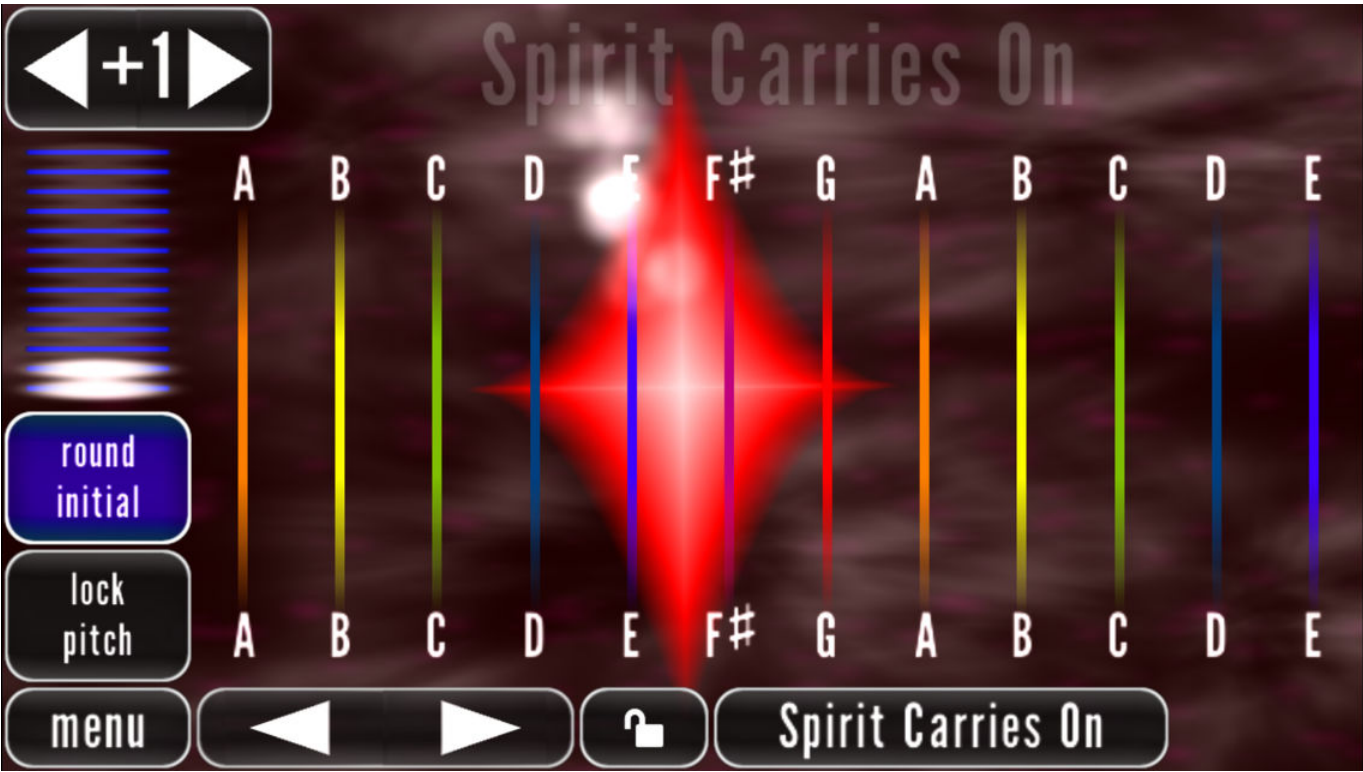 +1
Spirit Carries On
A B C D E F♯ G A B C D E
round
initial
lock
pitch
A B C D E F♯ G A B C D E
menu
Spirit Carries On